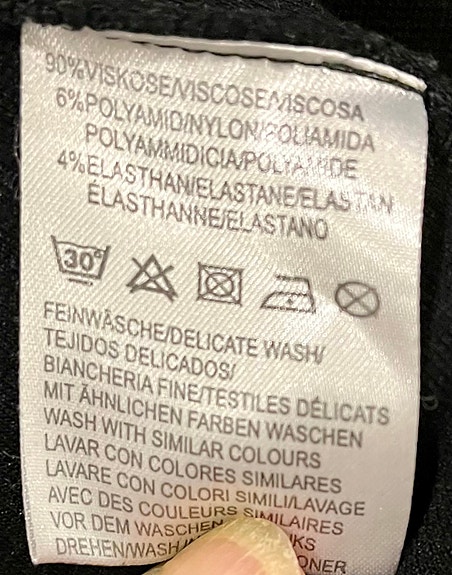 90%VISKOSE/VISCOSE/VISCOSA
6%POLYAMID/NYLON/POLIAMIDA
POLYAMMIDICIA/POLYAMIDE
4%ELASTHAN/ELASTANE/ELASTAN
ÉLASTHANNE/ELASTANO
30°
FEINWÄSCHE/DELICATE WASH/
TEJIDOS DELICADOS/
BIANCHERIA FINE/TESTILES DÉLICATS
MIT ÄHNLICHEN FARBEN WASCHEN
WASH WITH SIMILAR COLOURS
LAVAR CON COLORES SIMILARES
LAVARE CON COLORI SIMILI/LAVAGE
AVEC DES COULEURS SIMILAIRES
VOR DEM WASCHEN
DREHEN/WASH